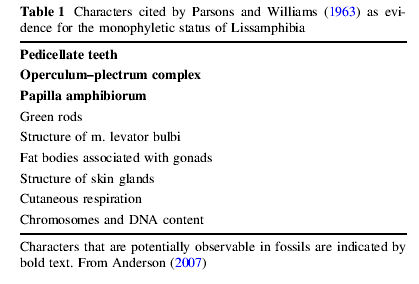 Table 1 Characters cited by Parsons and Williams (1963) as evi-
dence for the monophyletic status of Lissamphibia
Pedicellate teeth
Operculum–plectrum complex
Papilla amphibiorum
Green rods
Structure of m. levator bulbi
Fat bodies associated with gonads
Structure of skin glands
Cutaneous respiration
Chromosomes and DNA content
Characters that are potentially observable in fossils are indicated by
bold text. From Anderson (2007)